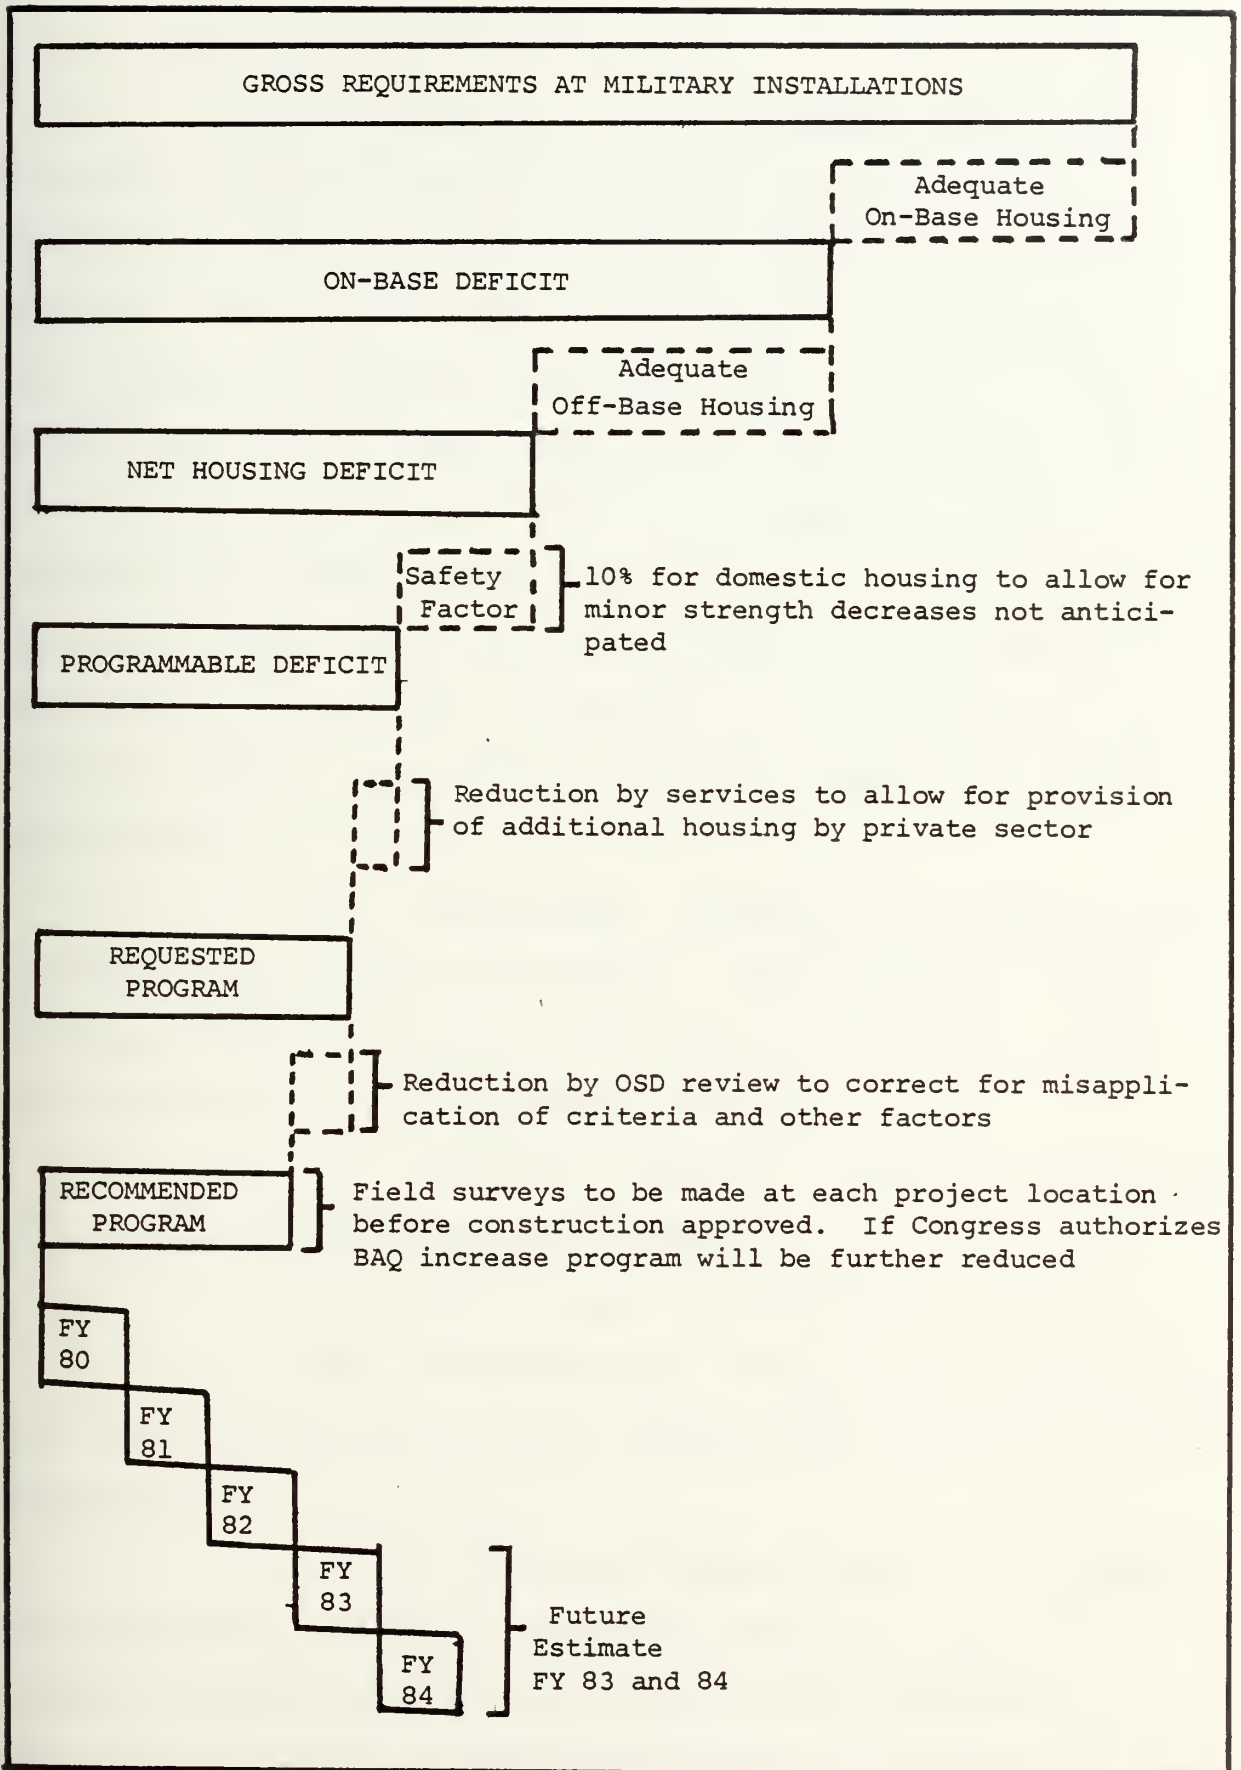 GROSS REQUIREMENTS AT MILITARY INSTALLATIONS
Adequate
On-Base Housing
ON-BASE DEFICIT
Adequate
Off-Base Housing
NET HOUSING DEFICIT
Safety
Factor
10% for domestic housing to allow for
minor strength decreases not antici-
pated
PROGRAMMABLE DEFICIT
Reduction by services to allow for provision
of additional housing by private sector
REQUESTED
PROGRAM
Reduction by OSD review to correct for misappli-
cation of criteria and other factors
RECOMMENDED
PROGRAM
Field surveys to be made at each project location
before construction approved. If Congress authorizes
BAQ increase program will be further reduced
FY
80
FY
81
FY
82
FY
83
FY
84
Future
Estimate
FY 83 and 84